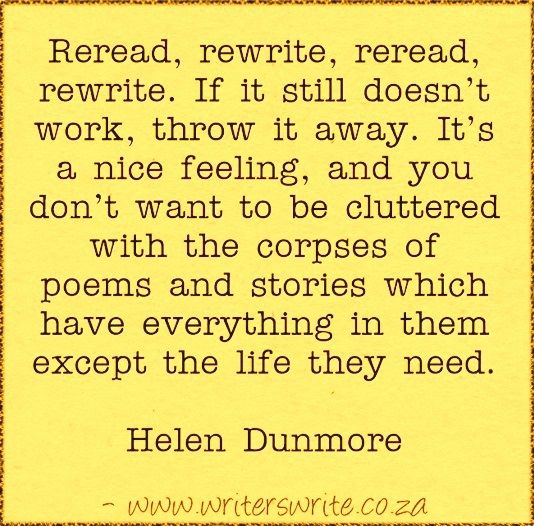 Reread, rewrite, reread,
rewrite. If it still doesn't
work, throw it away. It's
a nice feeling, and you
don't want to be cluttered
with the corpses of
poems and stories which
have everything in them
except the life they need.
Helen Dunmore
- www.writerswrite.co.za